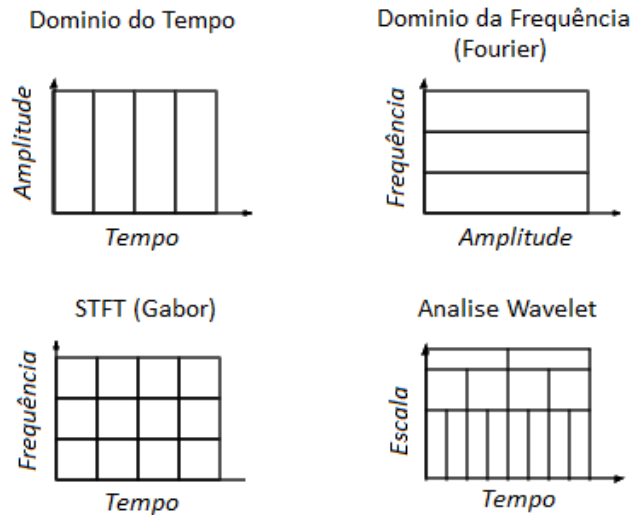 Dominio do Tempo
Amplitude
Tempo
Dominio da Frequência
(Fourier)
Frequência
Amplitude
STFT (Gabor)
Frequência
Tempo
Analise Wavelet
Escala
Tempo